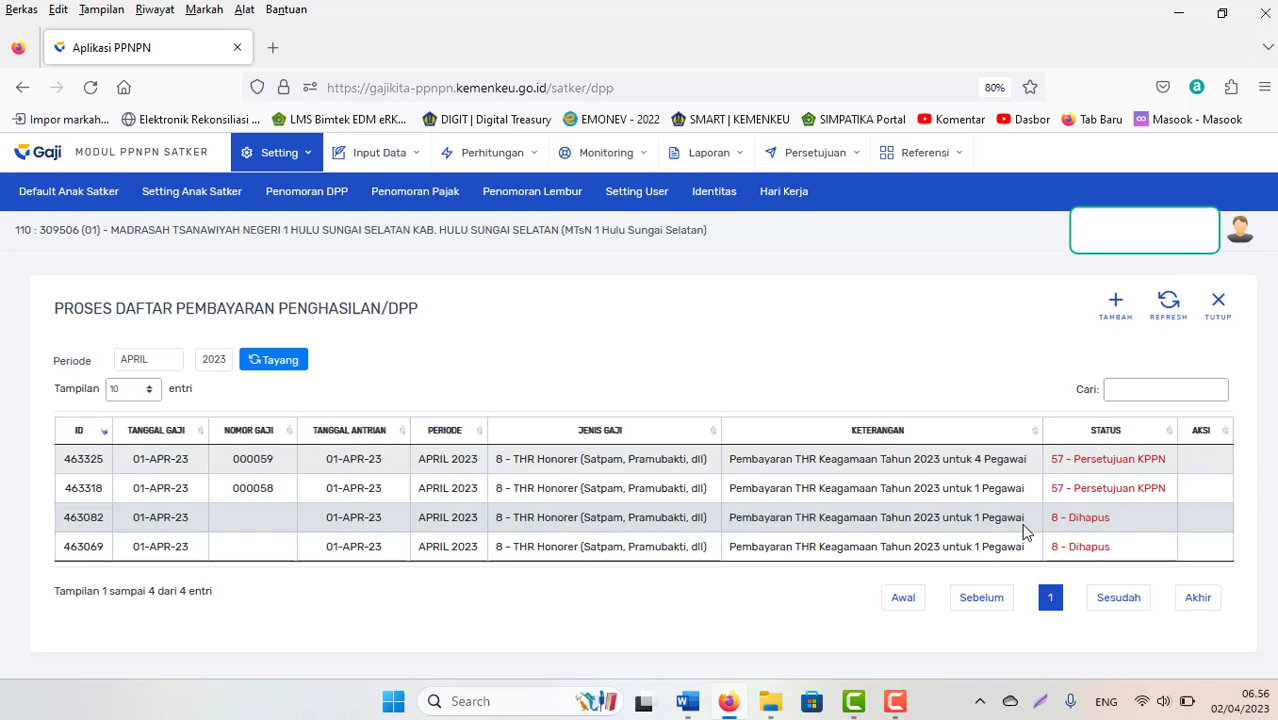 Berkas Edit Tampilan Riwayat Markah Alat Bantuan
Aplikasi PPNPN
https://gajikita-ppnpn.kemenkeu.go.id/satker/dpp 80%
Impor markah... Elektronik Rekonsiliasi ... LMS Bimtek EDM eRK... DIGIT | Digital Treasury EMONEV - 2022 SMART | KEMENKEU SIMPATIKA Portal Komentar Dasbor Tab Baru Masook - Masook
Gaji MODUL PPNPN SATKER Setting Input Data Perhitungan Monitoring Laporan Persetujuan Referensi
Default Anak Satker Setting Anak Satker Penomoran DPP Penomoran Pajak Penomoran Lembur Setting User Identitas Hari Kerja
110 : 309506 (01) - MADRASAH TSANAWIYAH NEGERI 1 HULU SUNGAI SELATAN KAB. HULU SUNGAI SELATAN (MTsN 1 Hulu Sungai Selatan)
PROSES DAFTAR PEMBAYARAN PENGHASILAN/DPP
TAMBAH REFRESH TUTUP
Periode APRIL 2023 Tayang
Tampilan 10 entri Cari:
ID TANGGAL GAJI NOMOR GAJI TANGGAL ANTRIAN PERIODE JENIS GAJI KETERANGAN STATUS AKSI
463325 01-APR-23 000059 01-APR-23 APRIL 2023 8 - THR Honorer (Satpam, Pramubakti, dll) Pembayaran THR Keagamaan Tahun 2023 untuk 4 Pegawai 57 - Persetujuan KPPN
463318 01-APR-23 000058 01-APR-23 APRIL 2023 8 - THR Honorer (Satpam, Pramubakti, dll) Pembayaran THR Keagamaan Tahun 2023 untuk 1 Pegawai 57 - Persetujuan KPPN
463082 01-APR-23 01-APR-23 APRIL 2023 8 - THR Honorer (Satpam, Pramubakti, dll) Pembayaran THR Keagamaan Tahun 2023 untuk 1 Pegawai 8 - Dihapus
463069 01-APR-23 01-APR-23 APRIL 2023 8 - THR Honorer (Satpam, Pramubakti, dll) Pembayaran THR Keagamaan Tahun 2023 untuk 1 Pegawai 8 - Dihapus
Tampilan 1 sampai 4 dari 4 entri Awal Sebelum 1 Sesudah Akhir
Search ENG 06.56
02/04/2023